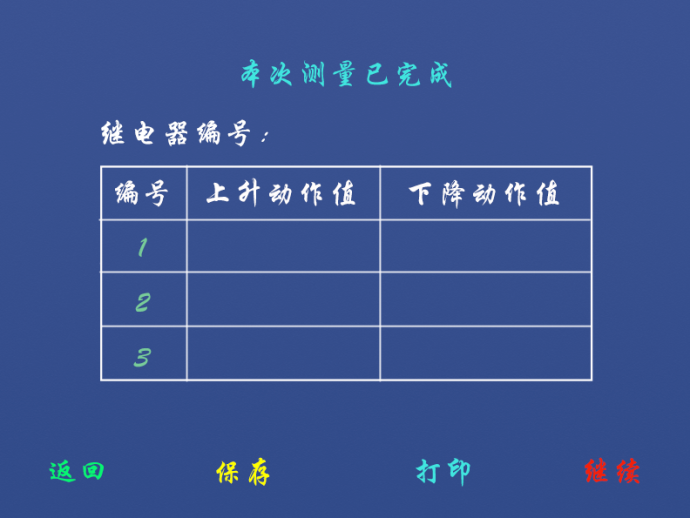 本次测量已完成
继电器编号：
编号 上升动作值 下降动作值
1
2
3
返回 保存 打印 继续